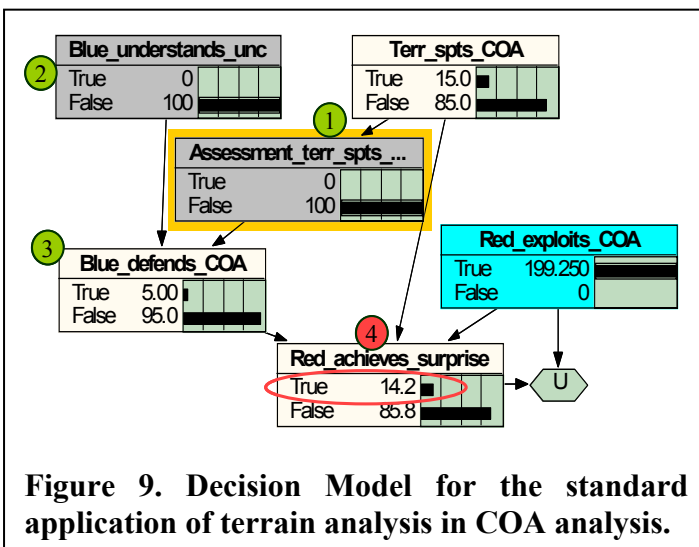 Blue_understands_unc
True 0
False 100
2
Terr_spts_COA
True 15.0
False 85.0
1
Assessment_terr_spts_...
True 0
False 100
3
Blue_defends_COA
True 5.00
False 95.0
Red_exploits_COA
True 199.250
False 0
4
Red_achieves_surprise
True 14.2
False 85.8
U
Figure 9. Decision Model for the standard
application of terrain analysis in COA analysis.